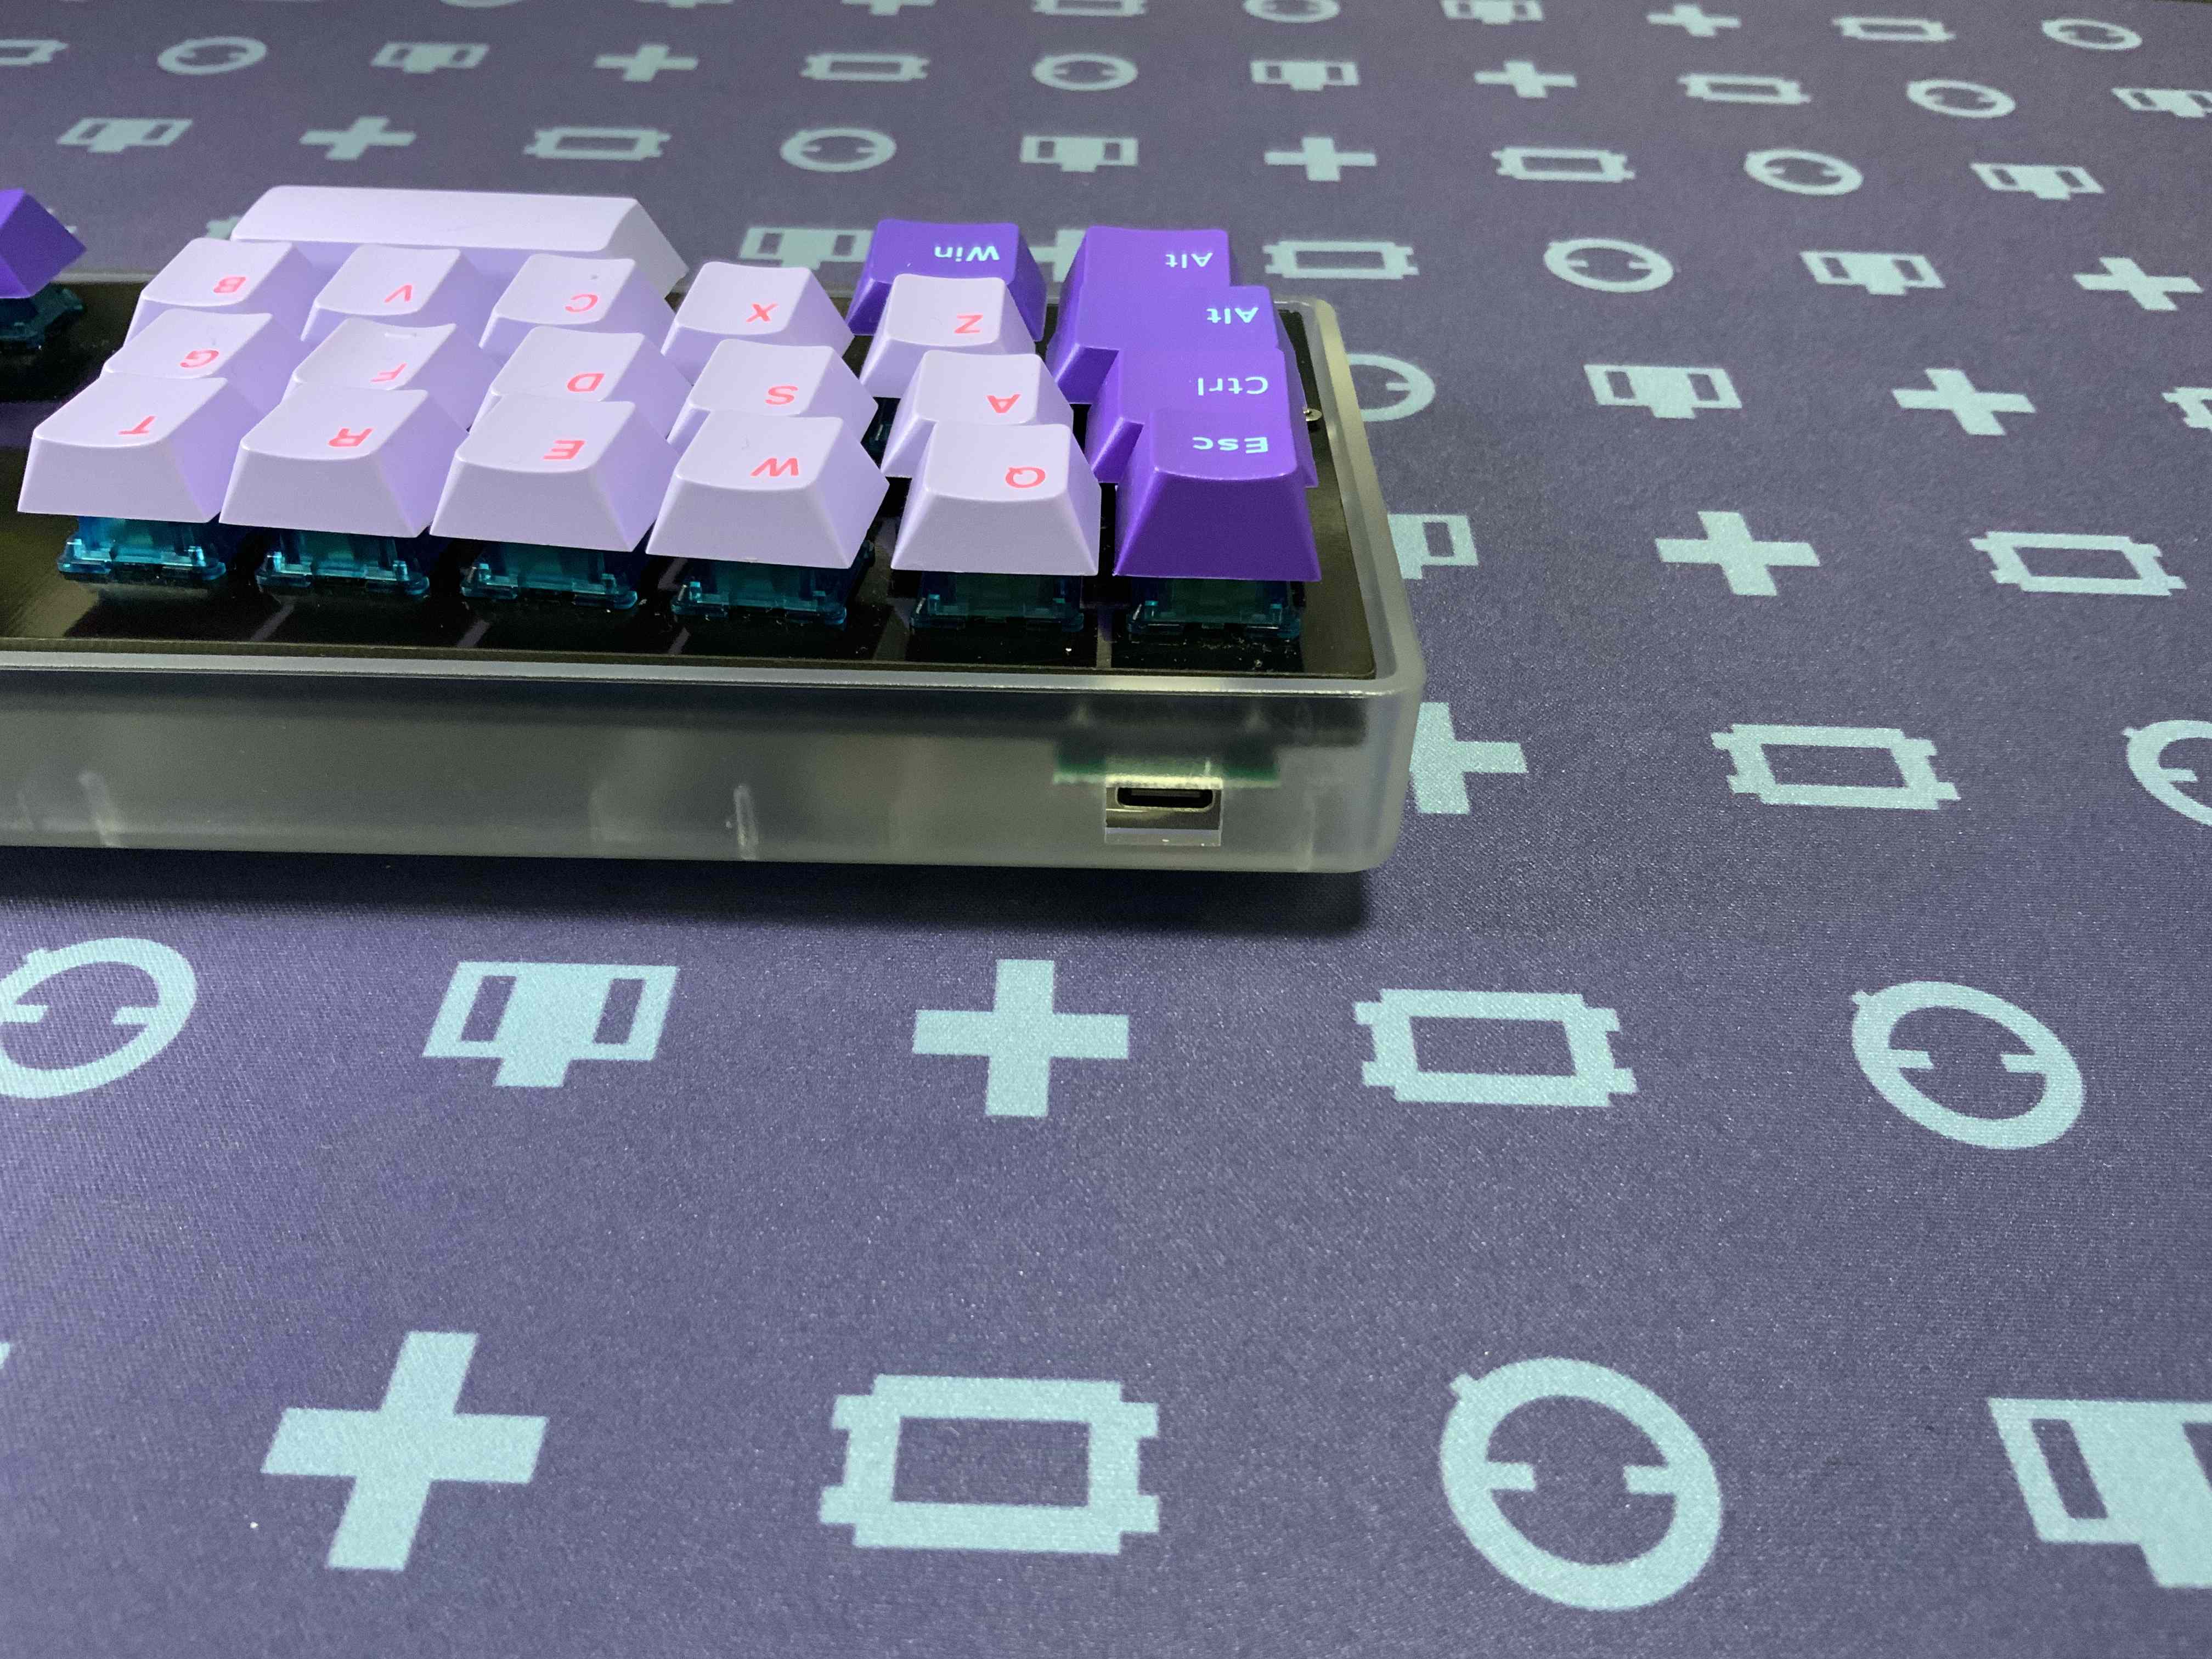 Esc Q W E R T
Ctrl A S D F G
Alt Z X C V B
Alt Win